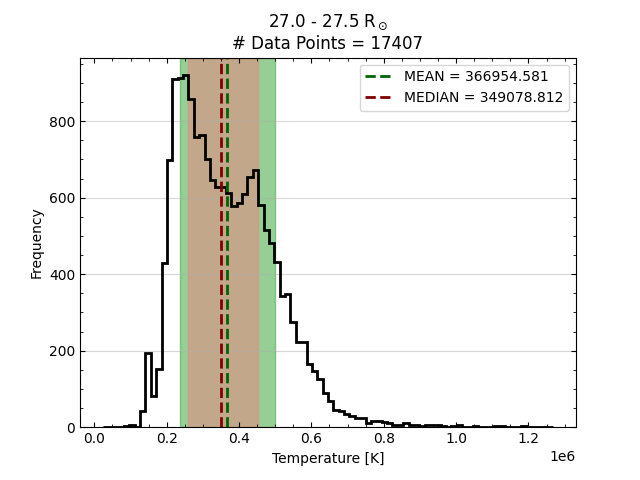 27.0 - 27.5 R⊙
# Data Points = 17407
MEAN = 366954.581
MEDIAN = 349078.812
Frequency
800
600
400
200
0
0.0 0.2 0.4 0.6 0.8 1.0 1.2
1e6
Temperature [K]